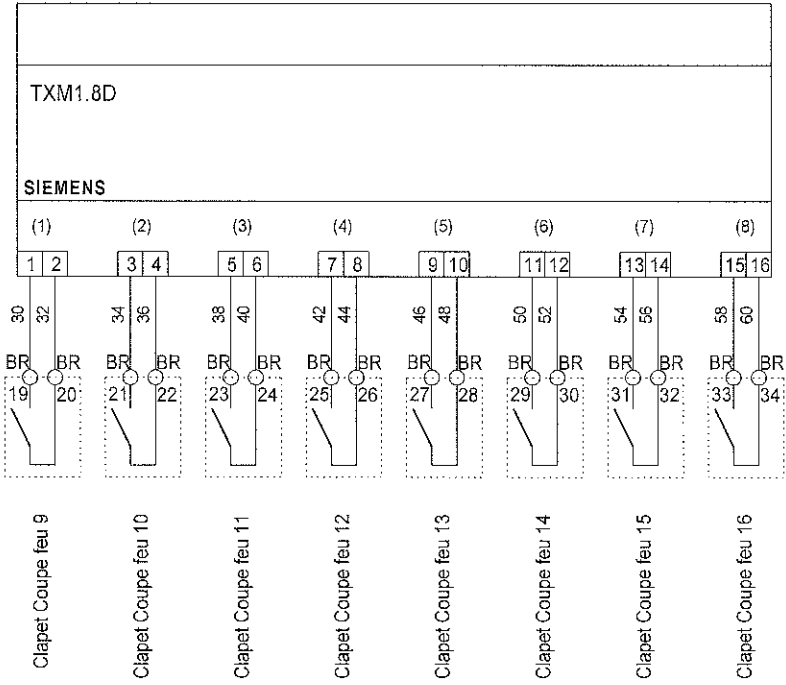 TXM1.8D
SIEMENS
(1) (2) (3) (4) (5) (6) (7) (8)
1 2 3 4 5 6 7 8 9 10 11 12 13 14 15 16
30 32 34 36 38 40 42 44 46 48 50 52 54 56 58 60
BR BR BR BR BR BR BR BR BR BR BR BR BR BR BR BR
19 20 21 22 23 24 25 26 27 28 29 30 31 32 33 34
Clapet Coupe feu 9
Clapet Coupe feu 10
Clapet Coupe feu 11
Clapet Coupe feu 12
Clapet Coupe feu 13
Clapet Coupe feu 14
Clapet Coupe feu 15
Clapet Coupe feu 16